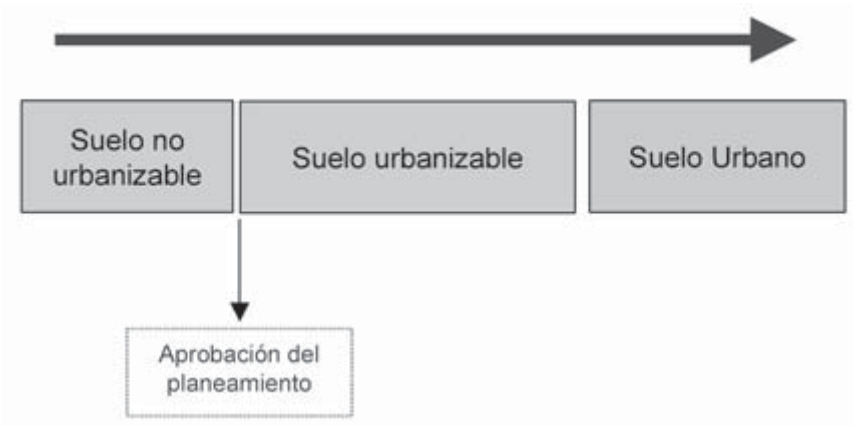 Suelo no
urbanizable
Suelo urbanizable
Suelo Urbano
Aprobación del
planeamiento